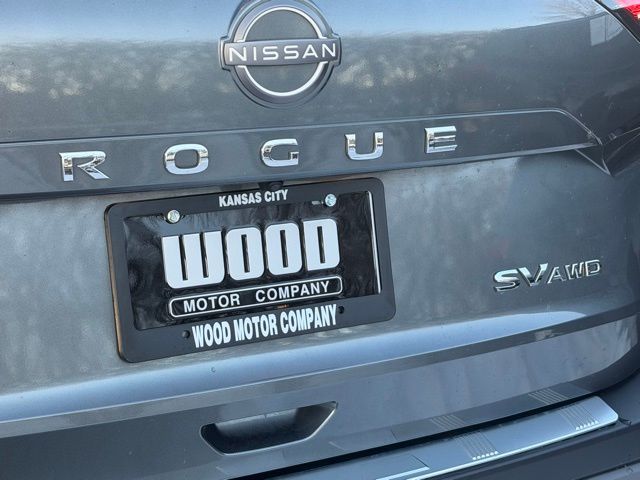 NISSAN
ROGUE
KANSAS CITY
WOOD
MOTOR COMPANY
WOOD MOTOR COMPANY
SV AWD